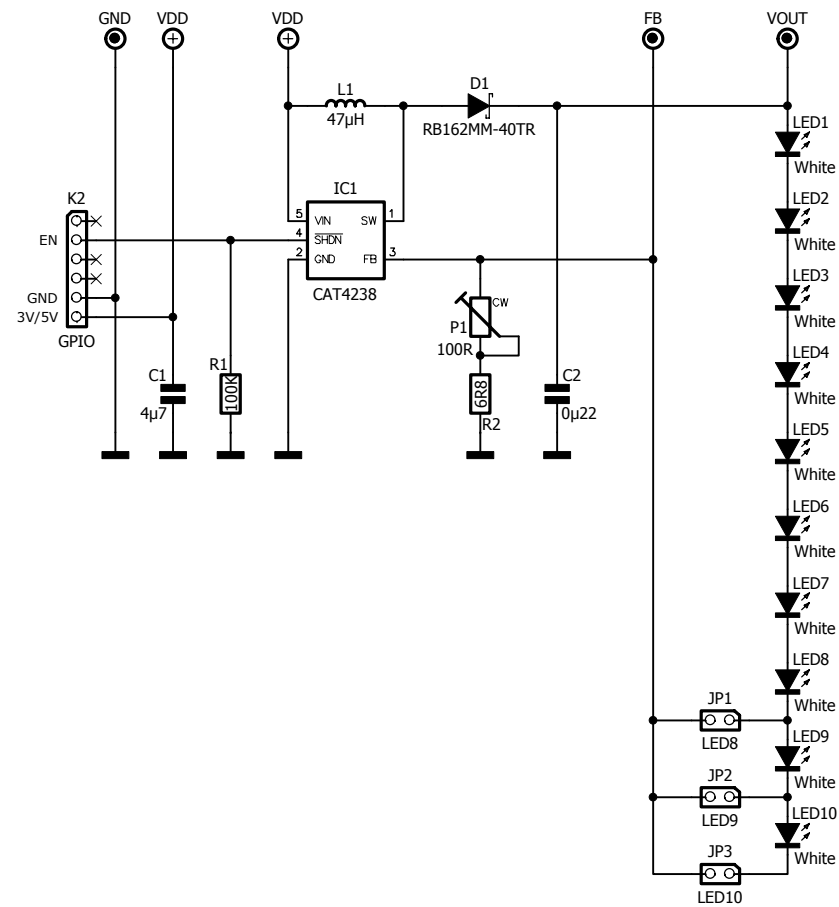 GND
VDD
VDD
FB
VOUT
L1
47µH
D1
RB162MM-40TR
LED1
White
K2
IC1
LED2
White
5
VIN
SW
1
EN
4
SHDN
2
GND
FB
3
CAT4238
LED3
White
GND
3V/5V
GPIO
P1
CW
100R
LED4
White
C1
4µ7
R1
100K
6R8
R2
C2
0µ22
LED5
White
LED6
White
LED7
White
LED8
White
JP1
LED8
LED9
White
JP2
LED9
LED10
White
JP3
LED10